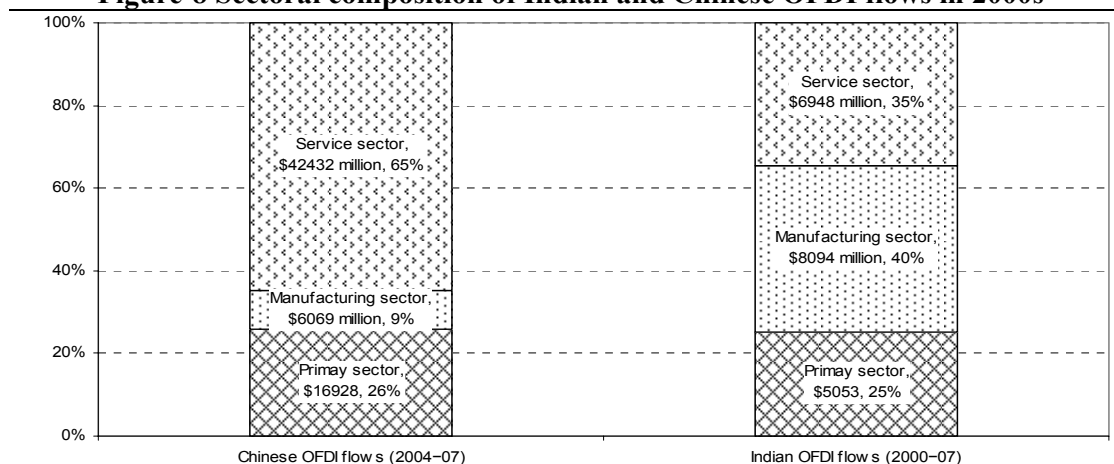 Figure 8 Sectoral composition of Indian and Chinese OFDI flows in 2000s
100%
80%
60%
40%
20%
0%
Service sector,
$42432 million, 65%
Manufacturing sector,
$6069 million, 9%
Primay sector,
$16928, 26%
Service sector,
$6948 million, 35%
Manufacturing sector,
$8094 million, 40%
Primay sector,
$5053, 25%
Chinese OFDI flows (2004-07)
Indian OFDI flows (2000-07)